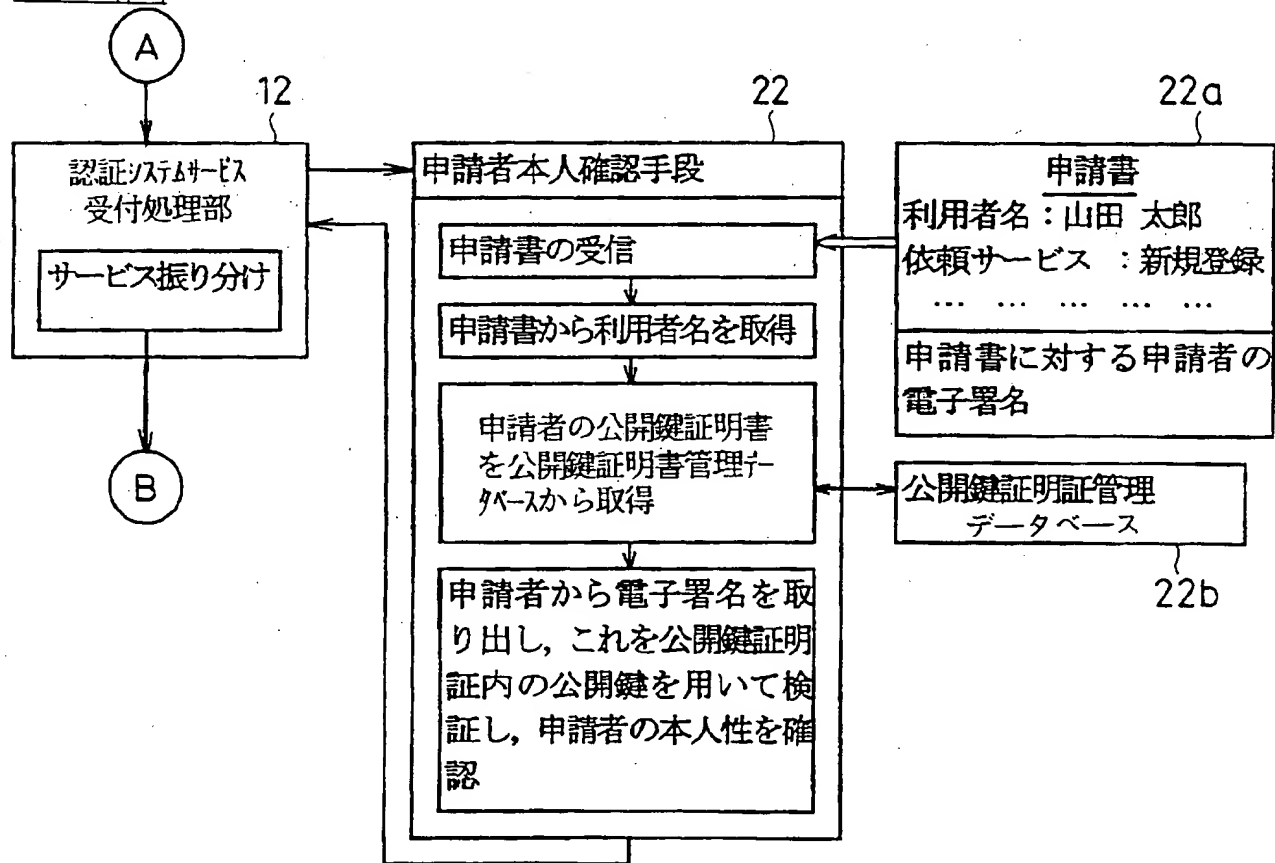 A
12
認証システムサービス
受付処理部
サービス振り分け
B
22
申請者本人確認手段
申請書の受信
申請書から利用者名を取得
申請者の公開鍵証明書
を公開鍵証明書管理デー
タベースから取得
申請者から電子署名を取
り出し,これを公開鍵証明
証内の公開鍵を用いて検
証し,申請者の本人性を確
認
22a
申請書
利用者名:山田 太郎
依頼サービス :新規登録
… … … … …
申請書に対する申請者の
電子署名
公開鍵証明証管理
データベース
22b